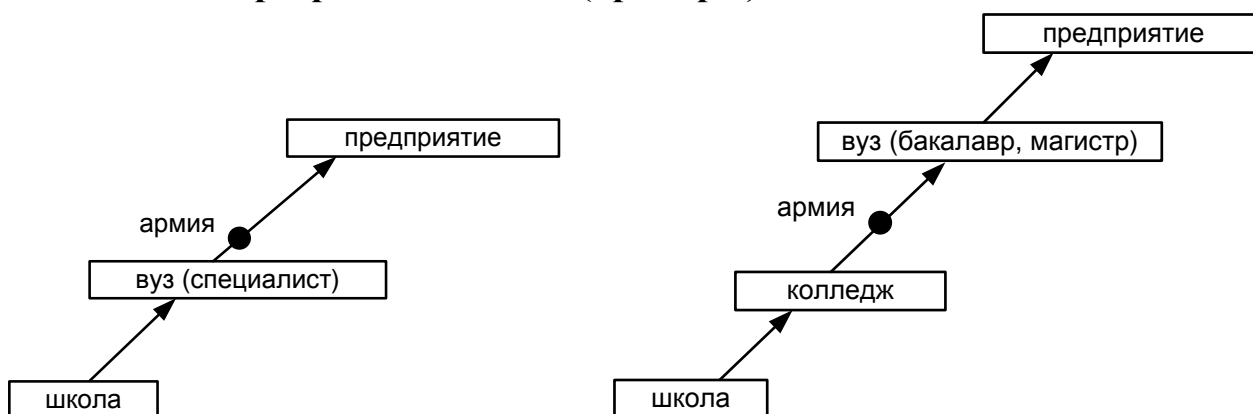 предприятие
предприятие
вуз (бакалавр, магистр)
армия
армия
вуз (специалист)
колледж
школа
школа